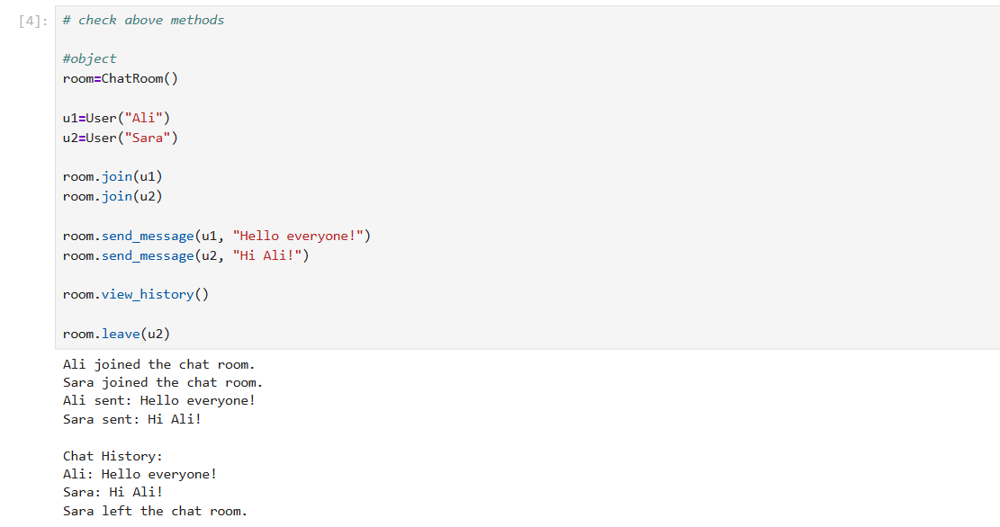 [4]:
# check above methods
#object
room=ChatRoom()
u1=User("Ali")
u2=User("Sara")
room.join(u1)
room.join(u2)
room.send_message(u1, "Hello everyone!")
room.send_message(u2, "Hi Ali!")
room.view_history()
room.leave(u2)
Ali joined the chat room.
Sara joined the chat room.
Ali sent: Hello everyone!
Sara sent: Hi Ali!
Chat History:
Ali: Hello everyone!
Sara: Hi Ali!
Sara left the chat room.